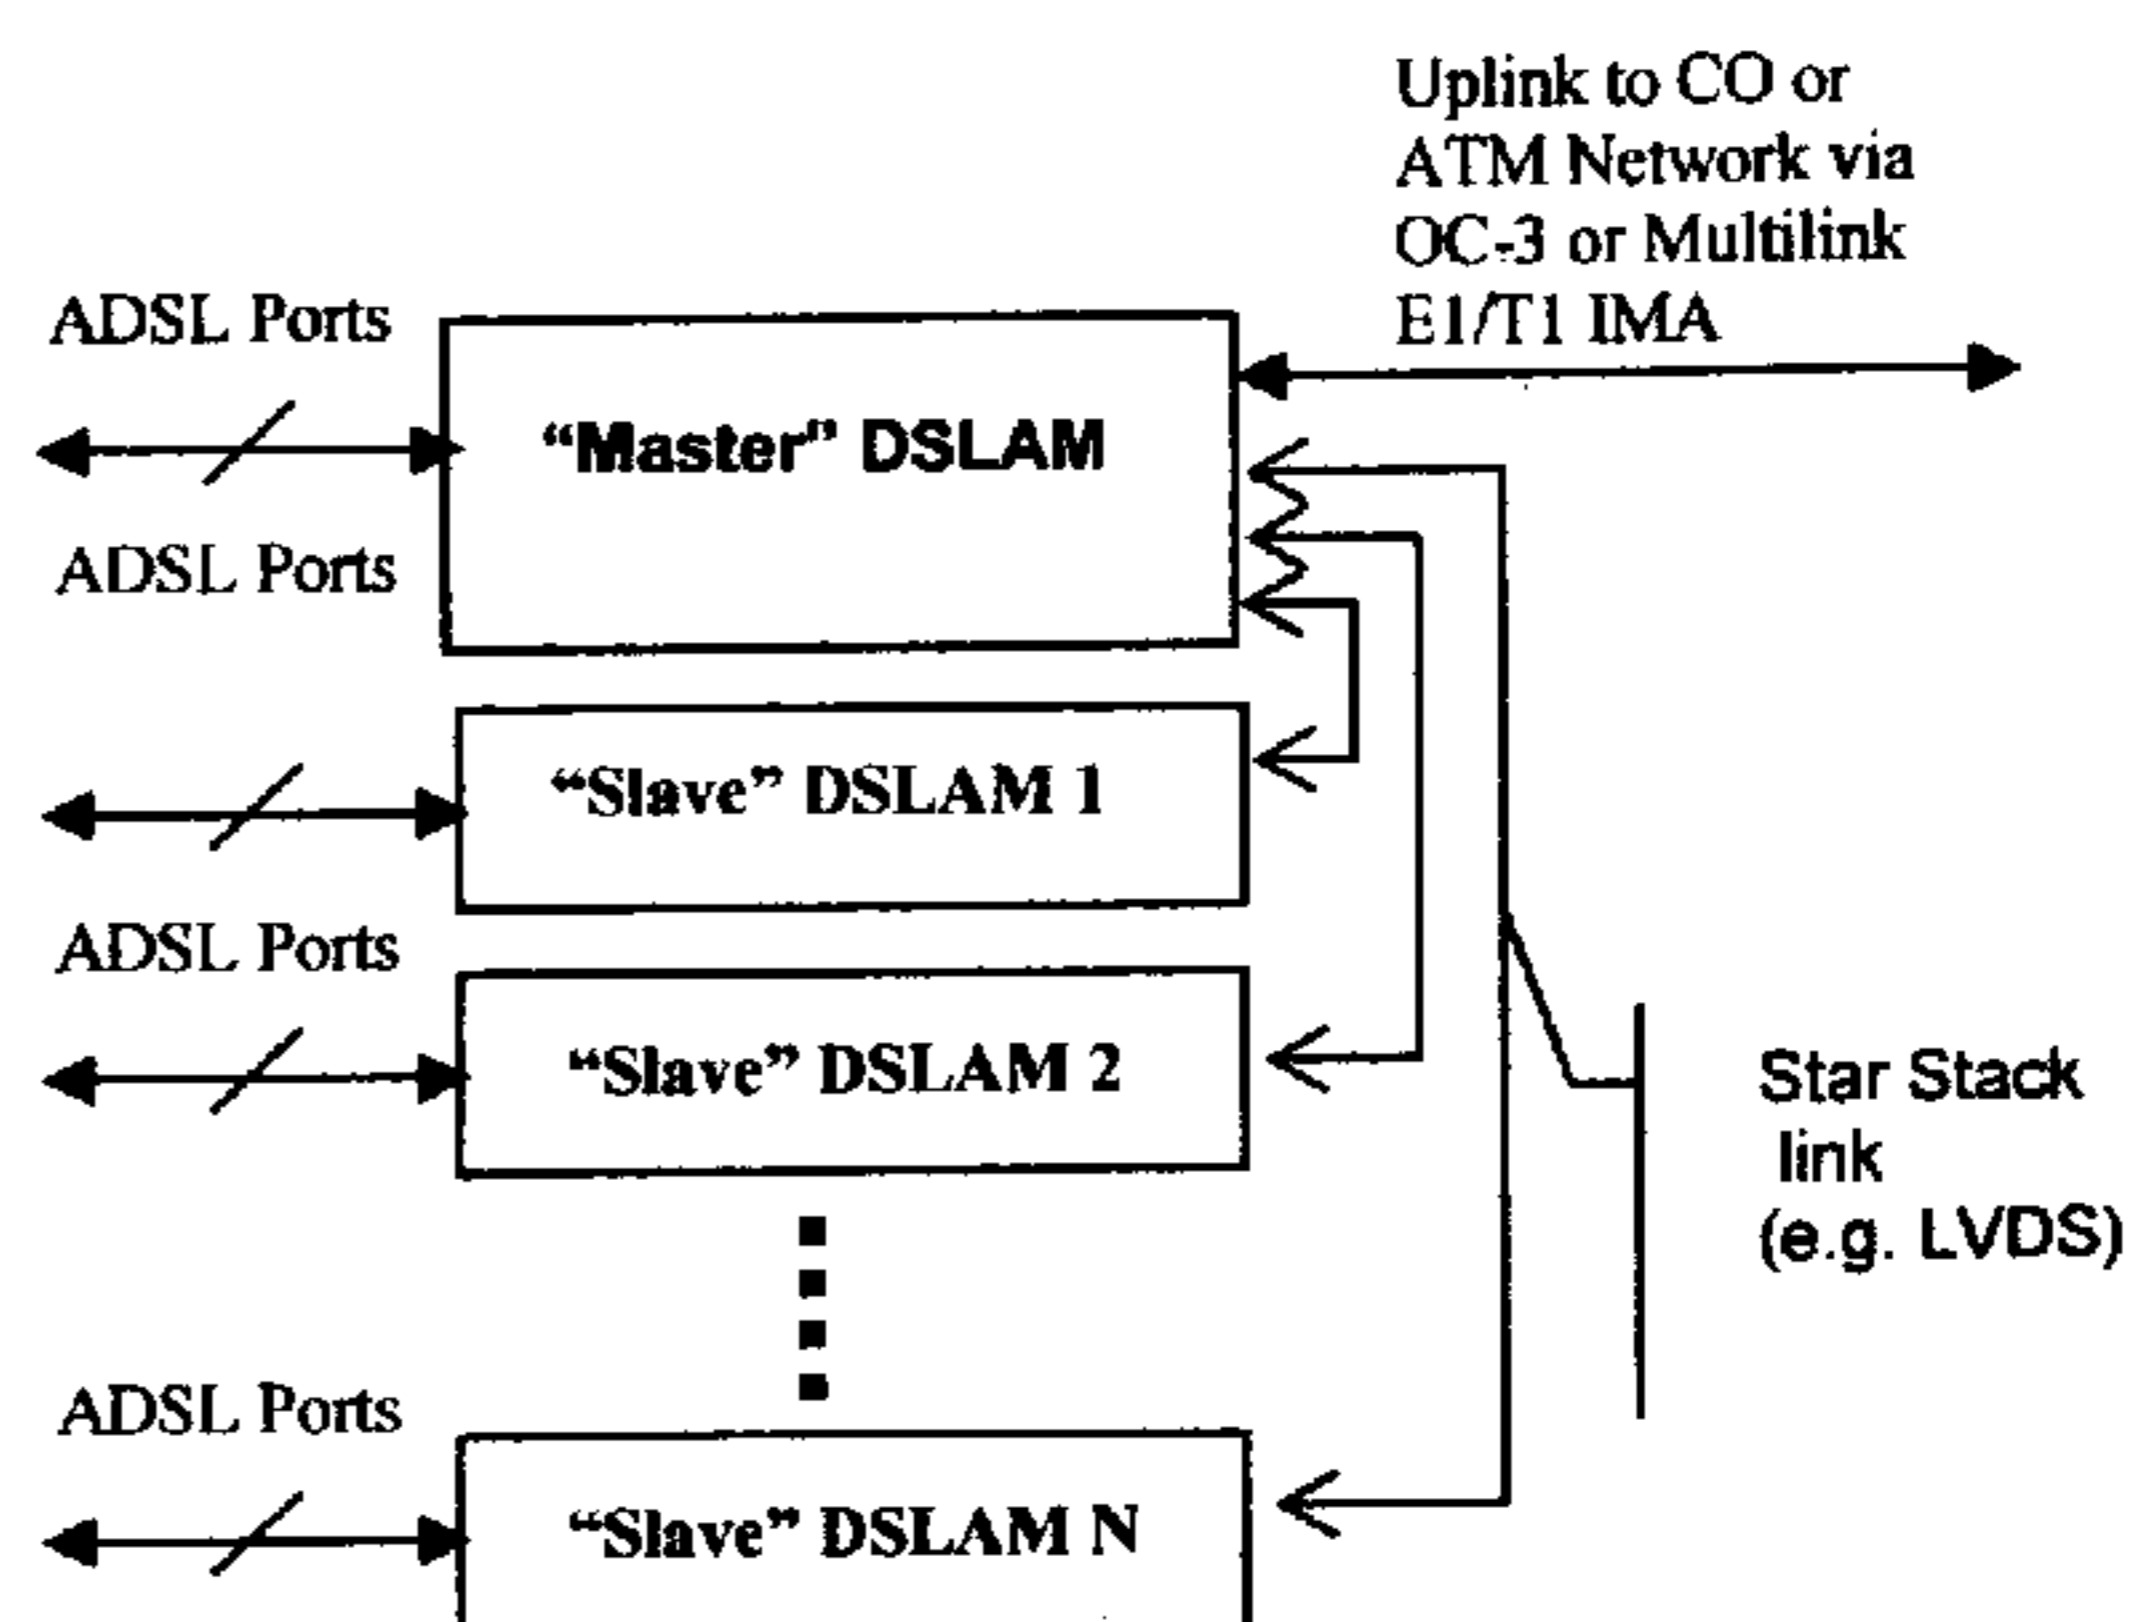 Uplink to CO or
ATM Network via
OC-3 or Multilink
E1/T1 IMA
ADSL Ports
“Master” DSLAM
ADSL Ports
“Slave” DSLAM 1
ADSL Ports
“Slave” DSLAM 2
Star Stack
link
(e.g. LVDS)
ADSL Ports
“Slave” DSLAM N